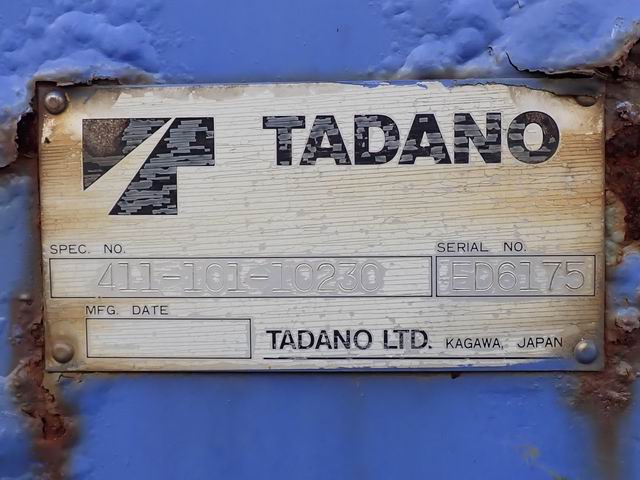 TADANO
SPEC. NO.
SERIAL NO.
411-101-10230
ED6175
MFG. DATE
TADANO LTD. KAGAWA, JAPAN